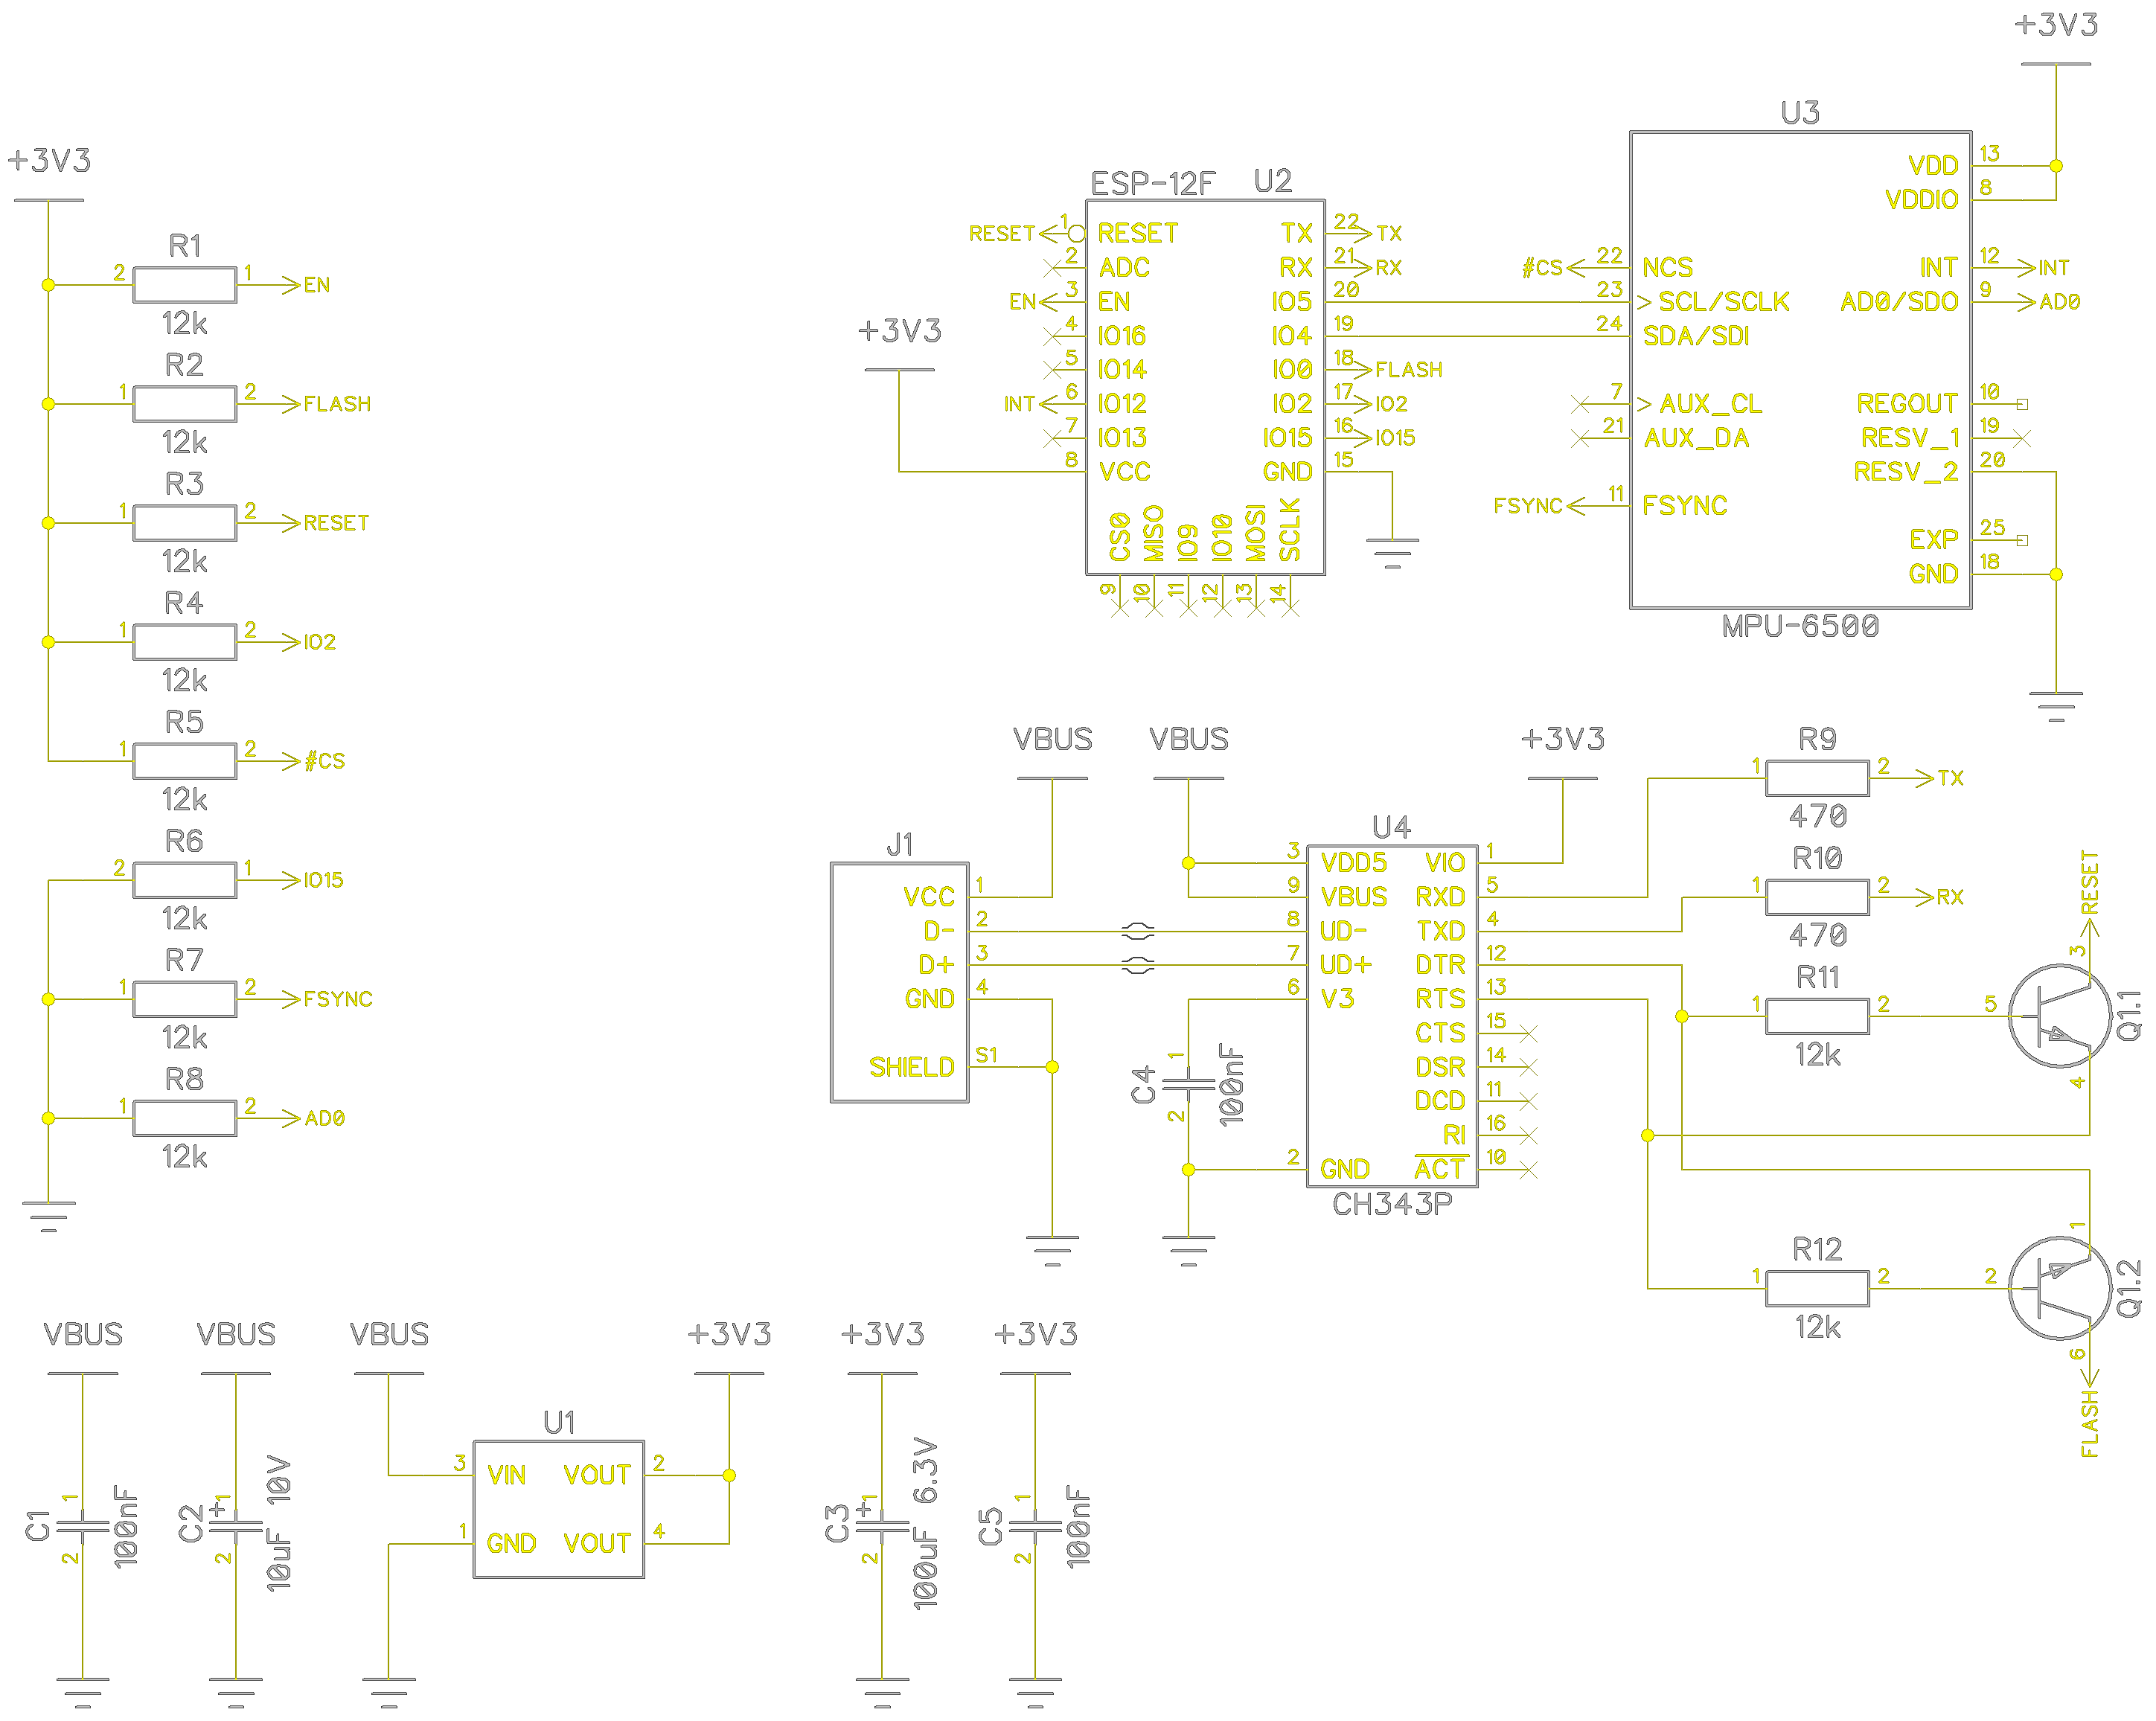 +3V3
R1
2 1 EN
12k
R2
1 2 FLASH
12k
R3
1 2 RESET
12k
R4
1 2 IO2
12k
R5
1 2 #CS
12k
R6
2 1 IO15
12k
R7
1 2 FSYNC
12k
R8
1 2 AD0
12k
ESP-12F U2
RESET 1 RESET TX 22 TX
2 ADC RX 21 RX
EN 3 EN IO5 20
4 IO16 IO4 19
5 IO14 IO0 18 FLASH
INT 6 IO12 IO2 17 IO2
7 IO13 IO15 16 IO15
+3V3
8 VCC GND 15
CS0 MISO IO9 IO10 MOSI SCLK
9 10 11 12 13 14
+3V3
U3
VDD 13
VDDIO 8
#CS 22 NCS INT 12 INT
23 SCL/SCLK AD0/SDO 9 AD0
24 SDA/SDI
7 AUX_CL REGOUT 10
21 AUX_DA RESV_1 19
RESV_2 20
FSYNC 11 FSYNC
EXP 25
GND 18
MPU-6500
VBUS
J1
VCC 1
D- 2
D+ 3
GND 4
SHIELD S1
VBUS
+3V3
U4
3 VDD5 VIO 1
9 VBUS RXD 5
8 UD- TXD 4
7 UD+ DTR 12
6 V3 RTS 13
CTS 15
DSR 14
DCD 11
RI 16
2 GND ACT 10
CH343P
C4 1 2 100nF
R9
1 2 TX
470
R10
1 2 RX
470
R11
1 2
12k
RESET
3
5
4
Q1.1
R12
1 2
12k
1
2
6
Q1.2
FLASH
VBUS
C1 1 2 100nF
VBUS
C2 1 + 2 10uF 10V
VBUS
+3V3
U1
3 VIN VOUT 2
1 GND VOUT 4
+3V3
C3 1 + 2 100uF 6.3V
+3V3
C5 1 2 100nF